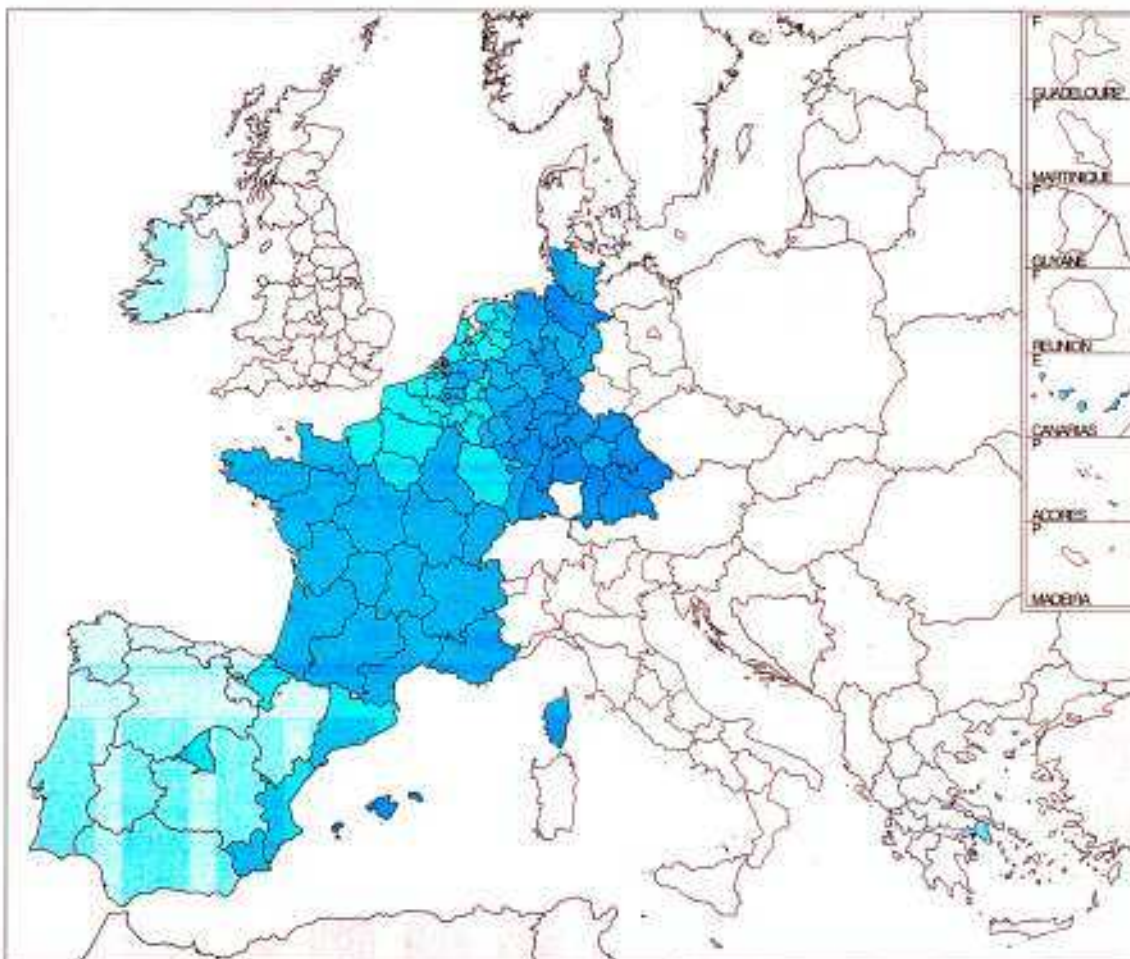 F
GUADELOUPE
F
MARTINIQUE
F
GUYANE
F
REUNION
E
CANARIAS
P
ACORES
P
MADEIRA